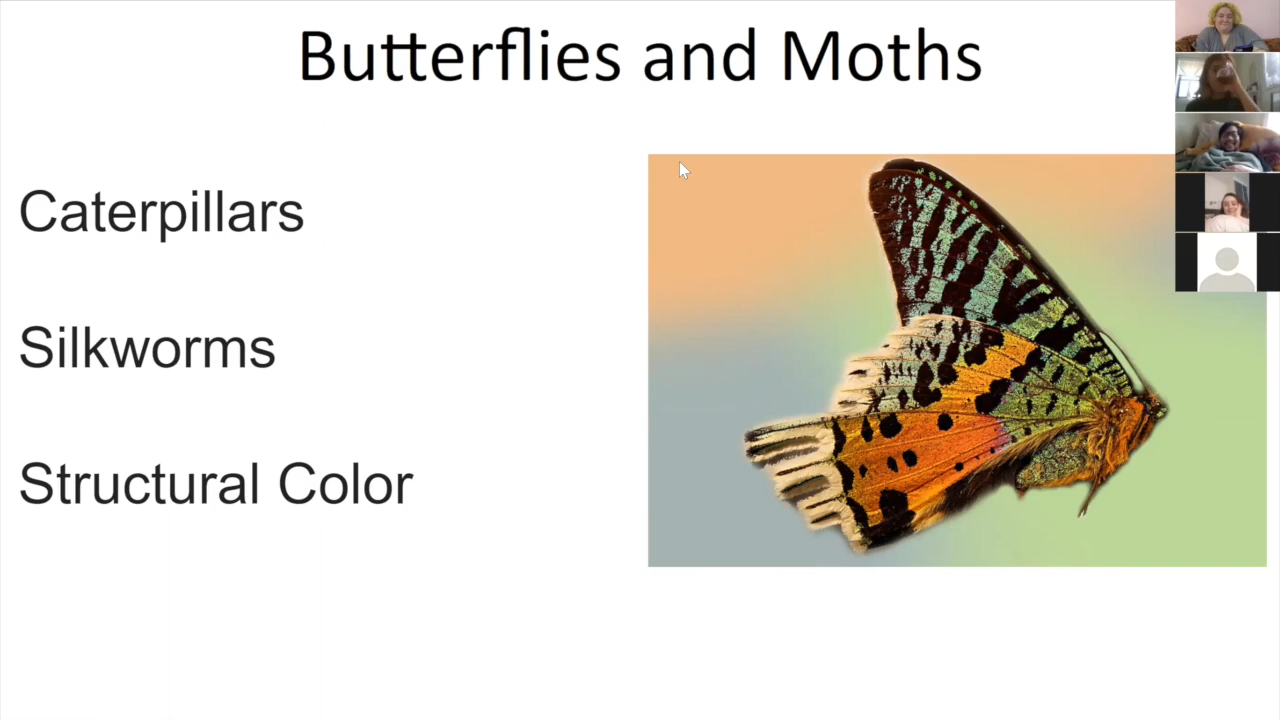 Butterflies and Moths
Caterpillars
Silkworms
Structural Color